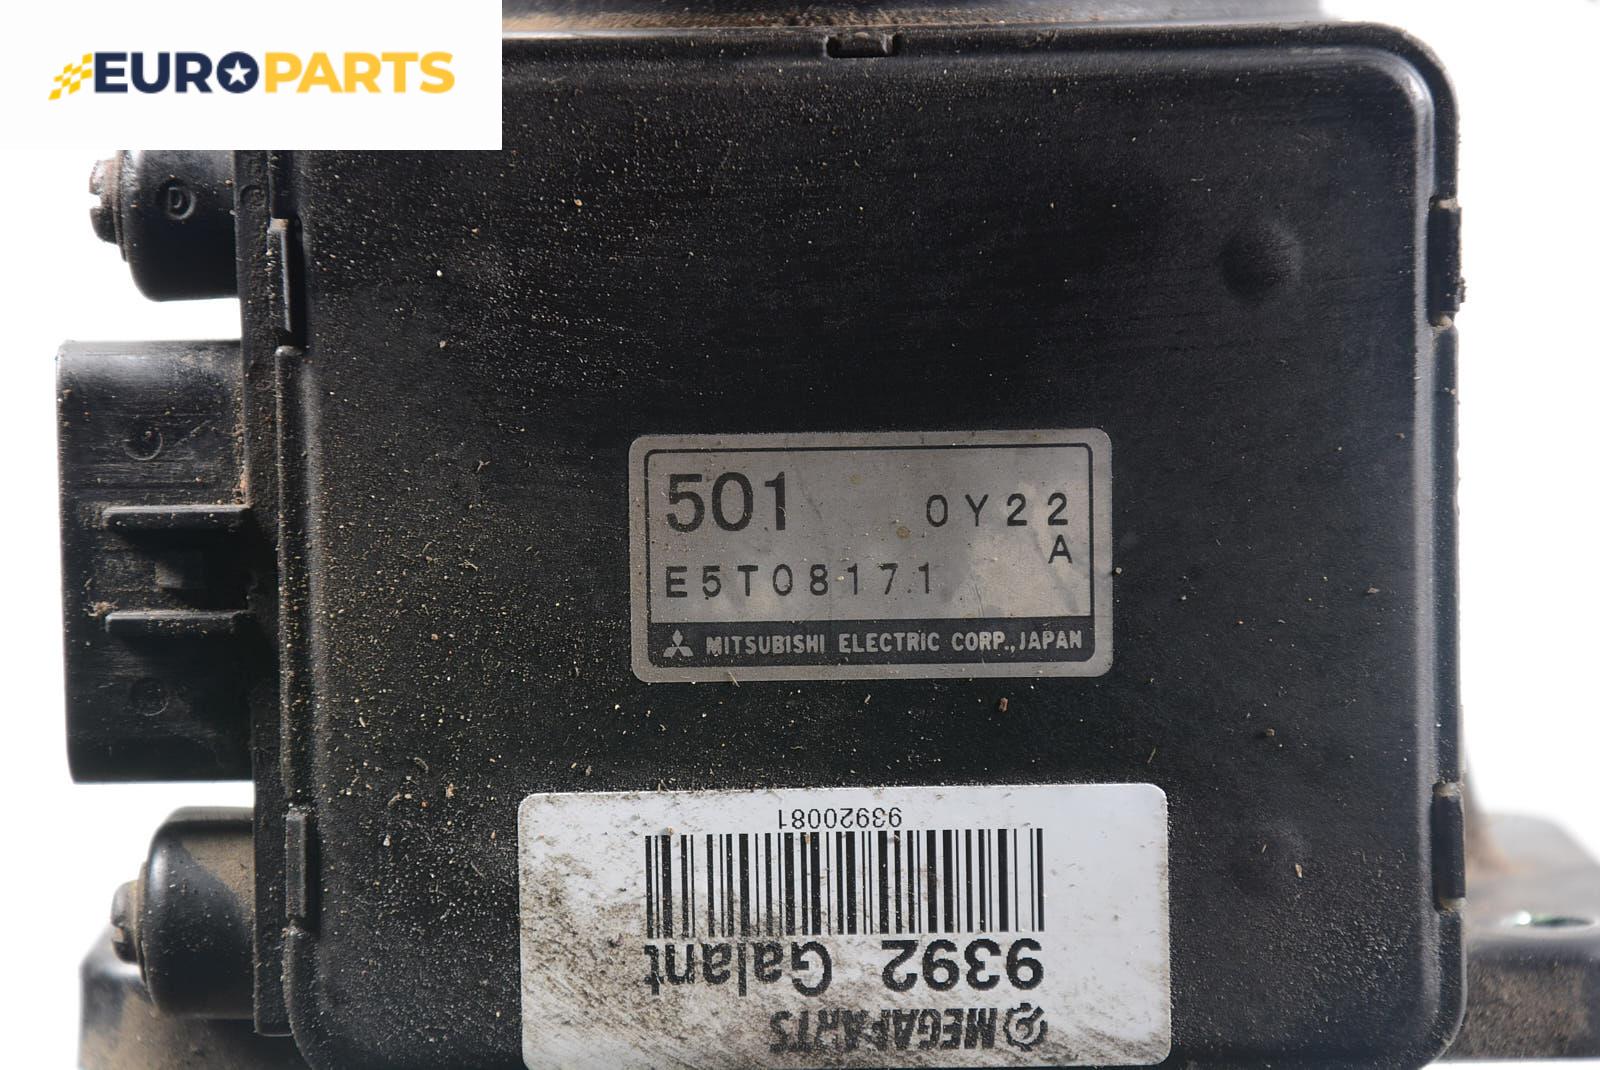 EUROPARTS
D
501 0Y22
A
E5T08171
MITSUBISHI ELECTRIC CORP., JAPAN
93920081
9392 Galant
MEGAPARTS